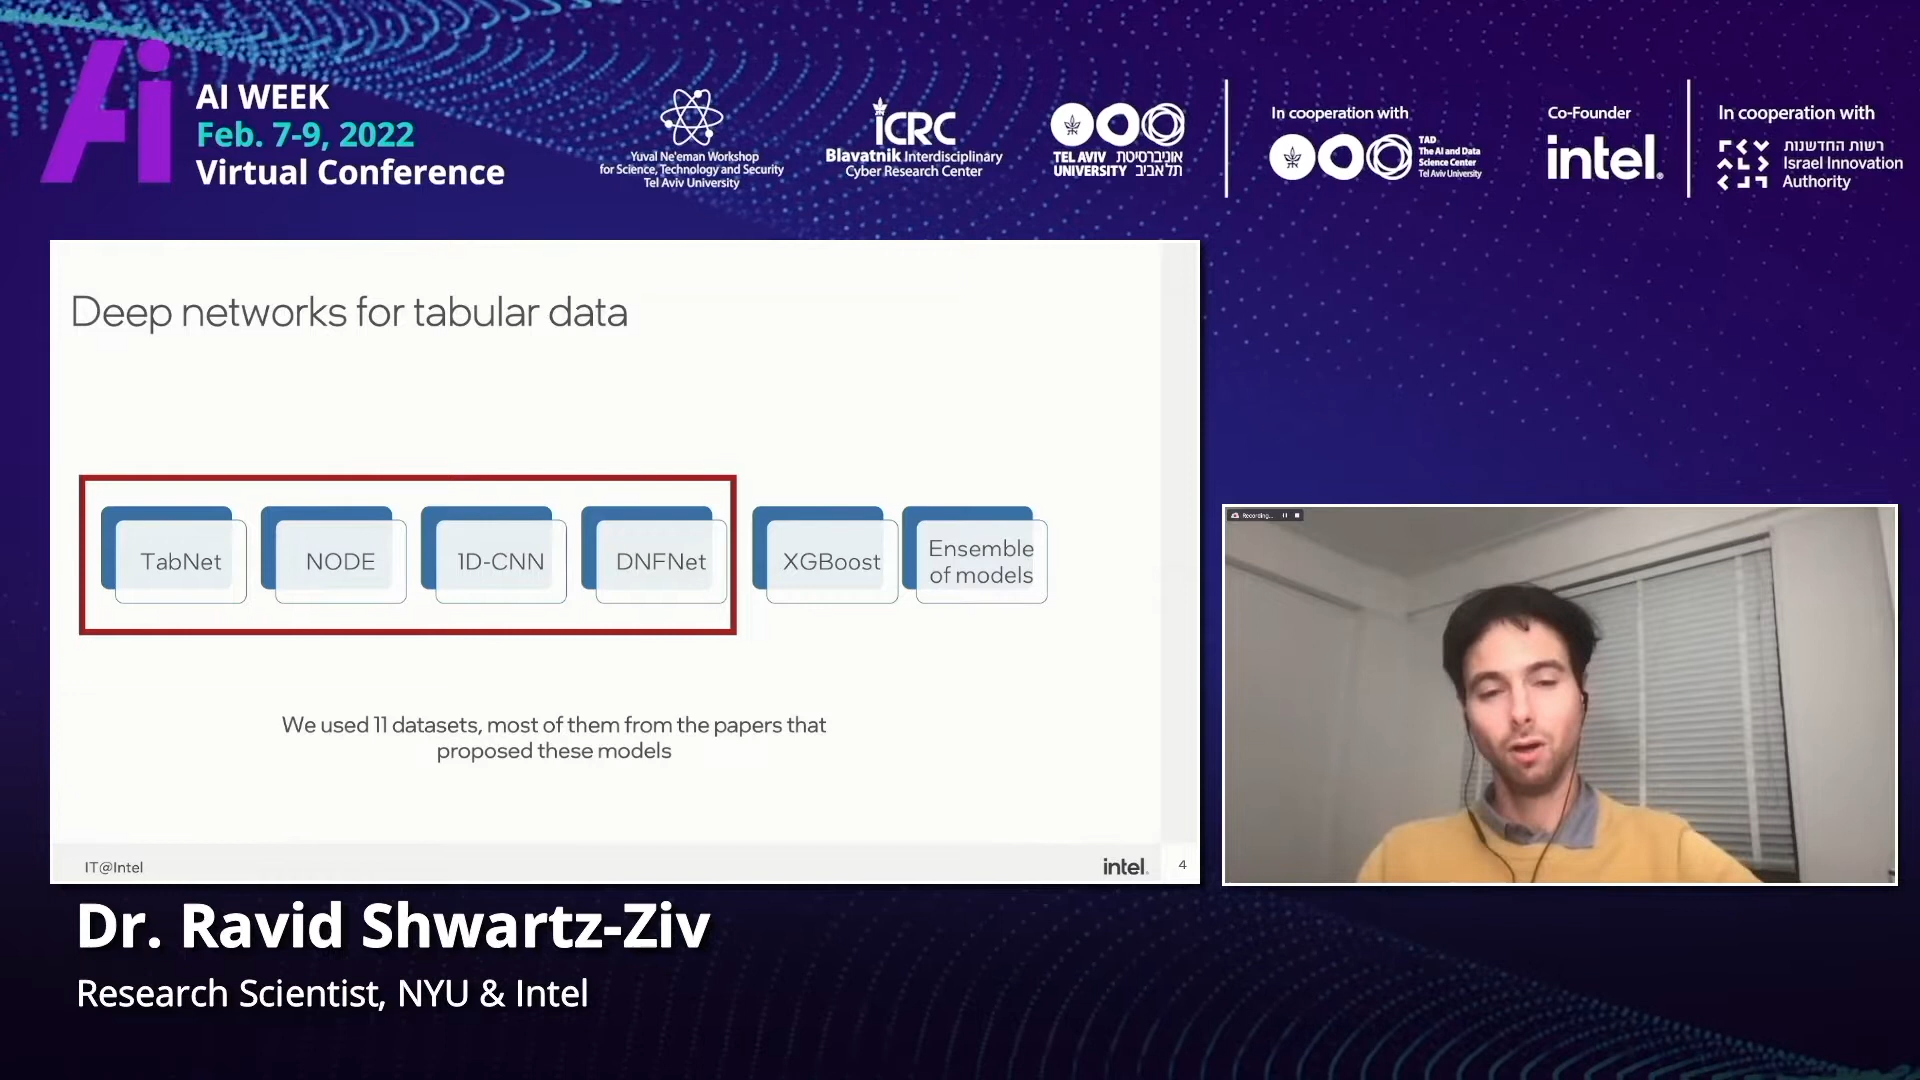 Ai
AI WEEK
Feb. 7-9, 2022
Virtual Conference
Yuval Ne'eman Workshop
for Science, Technology and Security
Tel Aviv University
iCRC
Blavatnik Interdisciplinary
Cyber Research Center
TEL AVIV אוניברסיטת
UNIVERSITY תל אביב
In cooperation with
TAD
The AI and Data
Science Center
Tel Aviv University
Co-Founder
intel.
In cooperation with
רשות החדשנות
Israel Innovation
Authority
Deep networks for tabular data
TabNet
NODE
1D-CNN
DNFNet
XGBoost
Ensemble
of models
We used 11 datasets, most of them from the papers that
proposed these models
IT@Intel
intel.
4
Recording...
Dr. Ravid Shwartz-Ziv
Research Scientist, NYU & Intel